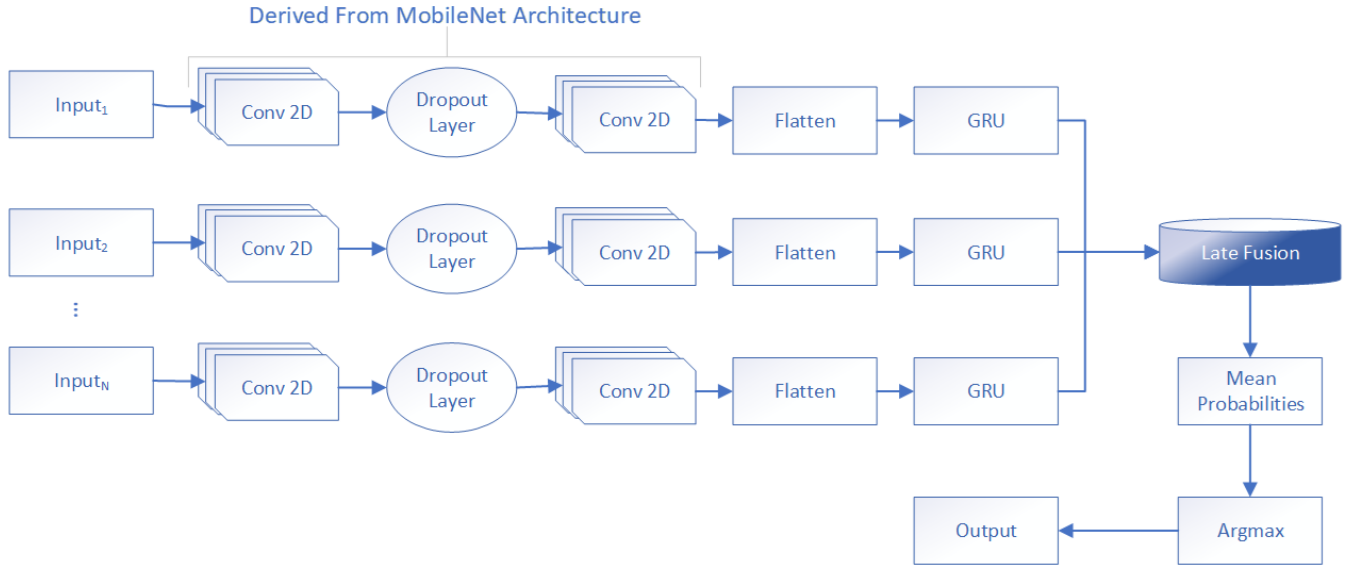 Derived From MobileNet Architecture
Input₁
Conv 2D
Dropout
Layer
Conv 2D
Flatten
GRU
Input₂
Conv 2D
Dropout
Layer
Conv 2D
Flatten
GRU
Late Fusion
...
Input_N
Conv 2D
Dropout
Layer
Conv 2D
Flatten
GRU
Mean
Probabilities
Output
Argmax